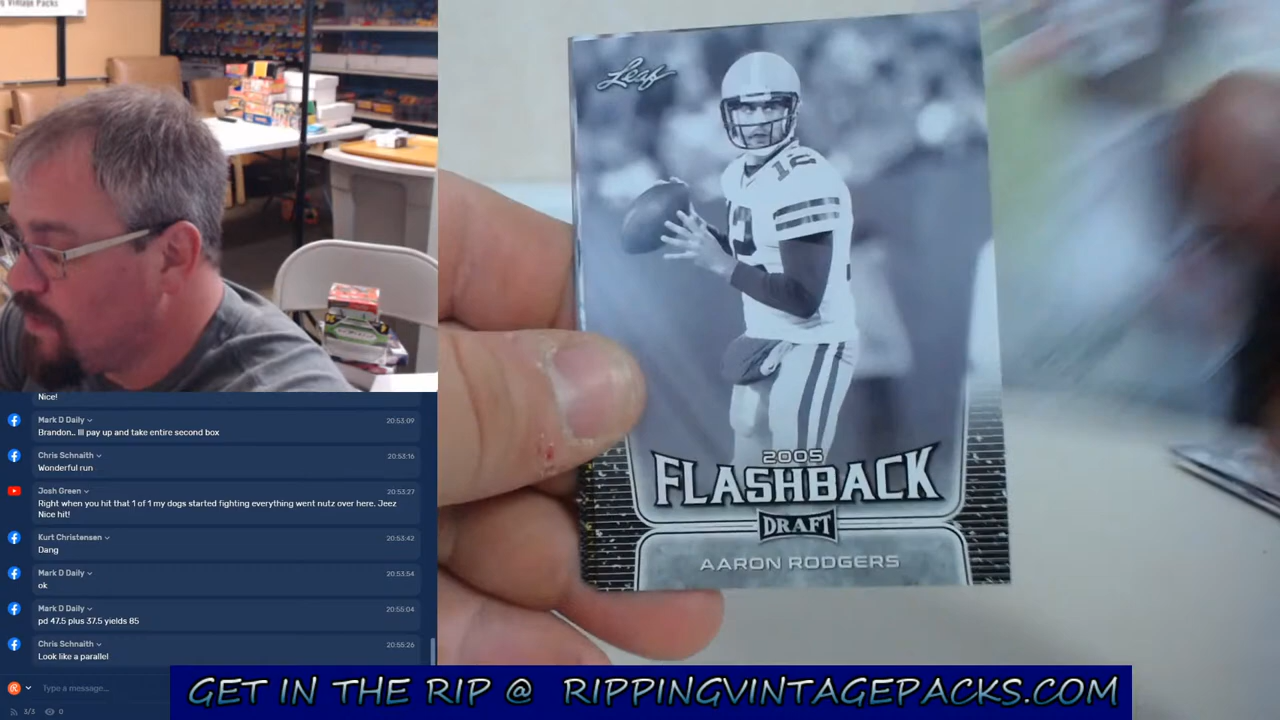 g Vintage Packs
Nice!
Mark D Daily
20:53:09
Brandon.. Ill pay up and take entire second box
Chris Schnaith
20:53:16
Wonderful run
Josh Green
20:53:27
Right when you hit that 1 of 1 my dogs started fighting everything went nutz over here. Jeez
Nice hit!
Kurt Christensen
20:53:42
Dang
Mark D Daily
20:53:54
ok
Mark D Daily
20:55:04
pd 47.5 plus 37.5 yields 85
Chris Schnaith
20:55:26
Look like a parallel
Type a message...
3/3 0
Leaf
12
2005
FLASHBACK
DRAFT
AARON RODGERS
GET IN THE RIP @ RIPPINGVINTAGEPACKS.COM